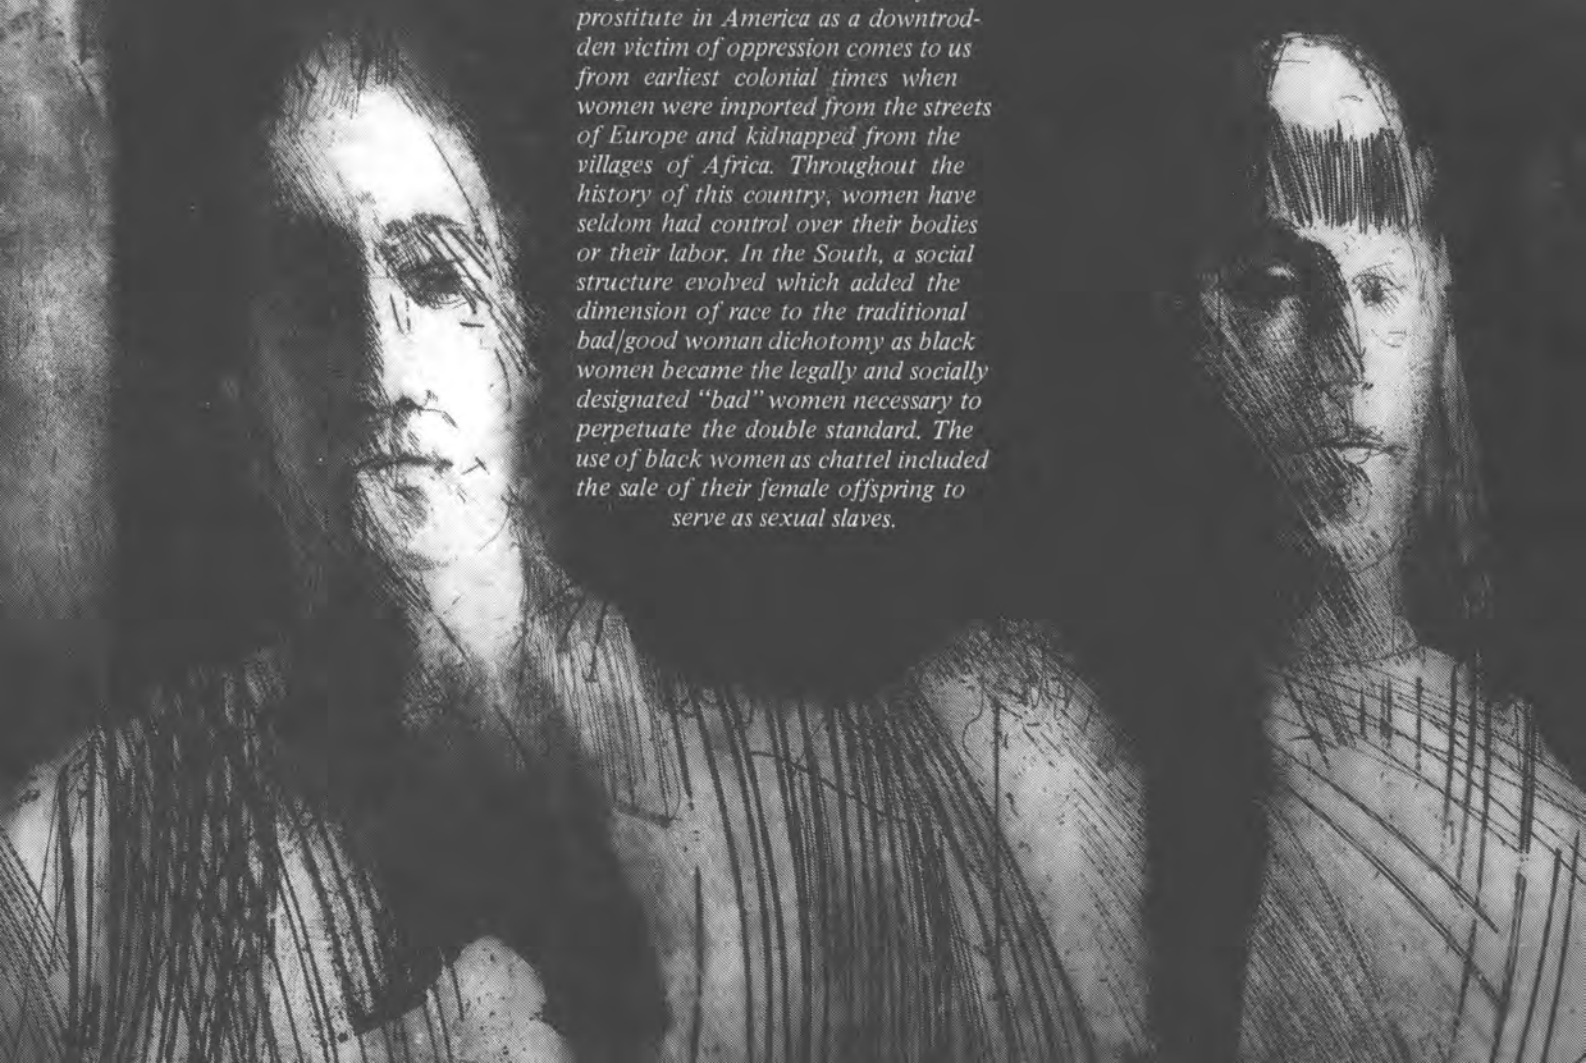 prostitute in America as a downtrod-
den victim of oppression comes to us
from earliest colonial times when
women were imported from the streets
of Europe and kidnapped from the
villages of Africa. Throughout the
history of this country, women have
seldom had control over their bodies
or their labor. In the South, a social
structure evolved which added the
dimension of race to the traditional
bad/good woman dichotomy as black
women became the legally and socially
designated “bad” women necessary to
perpetuate the double standard. The
use of black women as chattel included
the sale of their female offspring to
serve as sexual slaves.